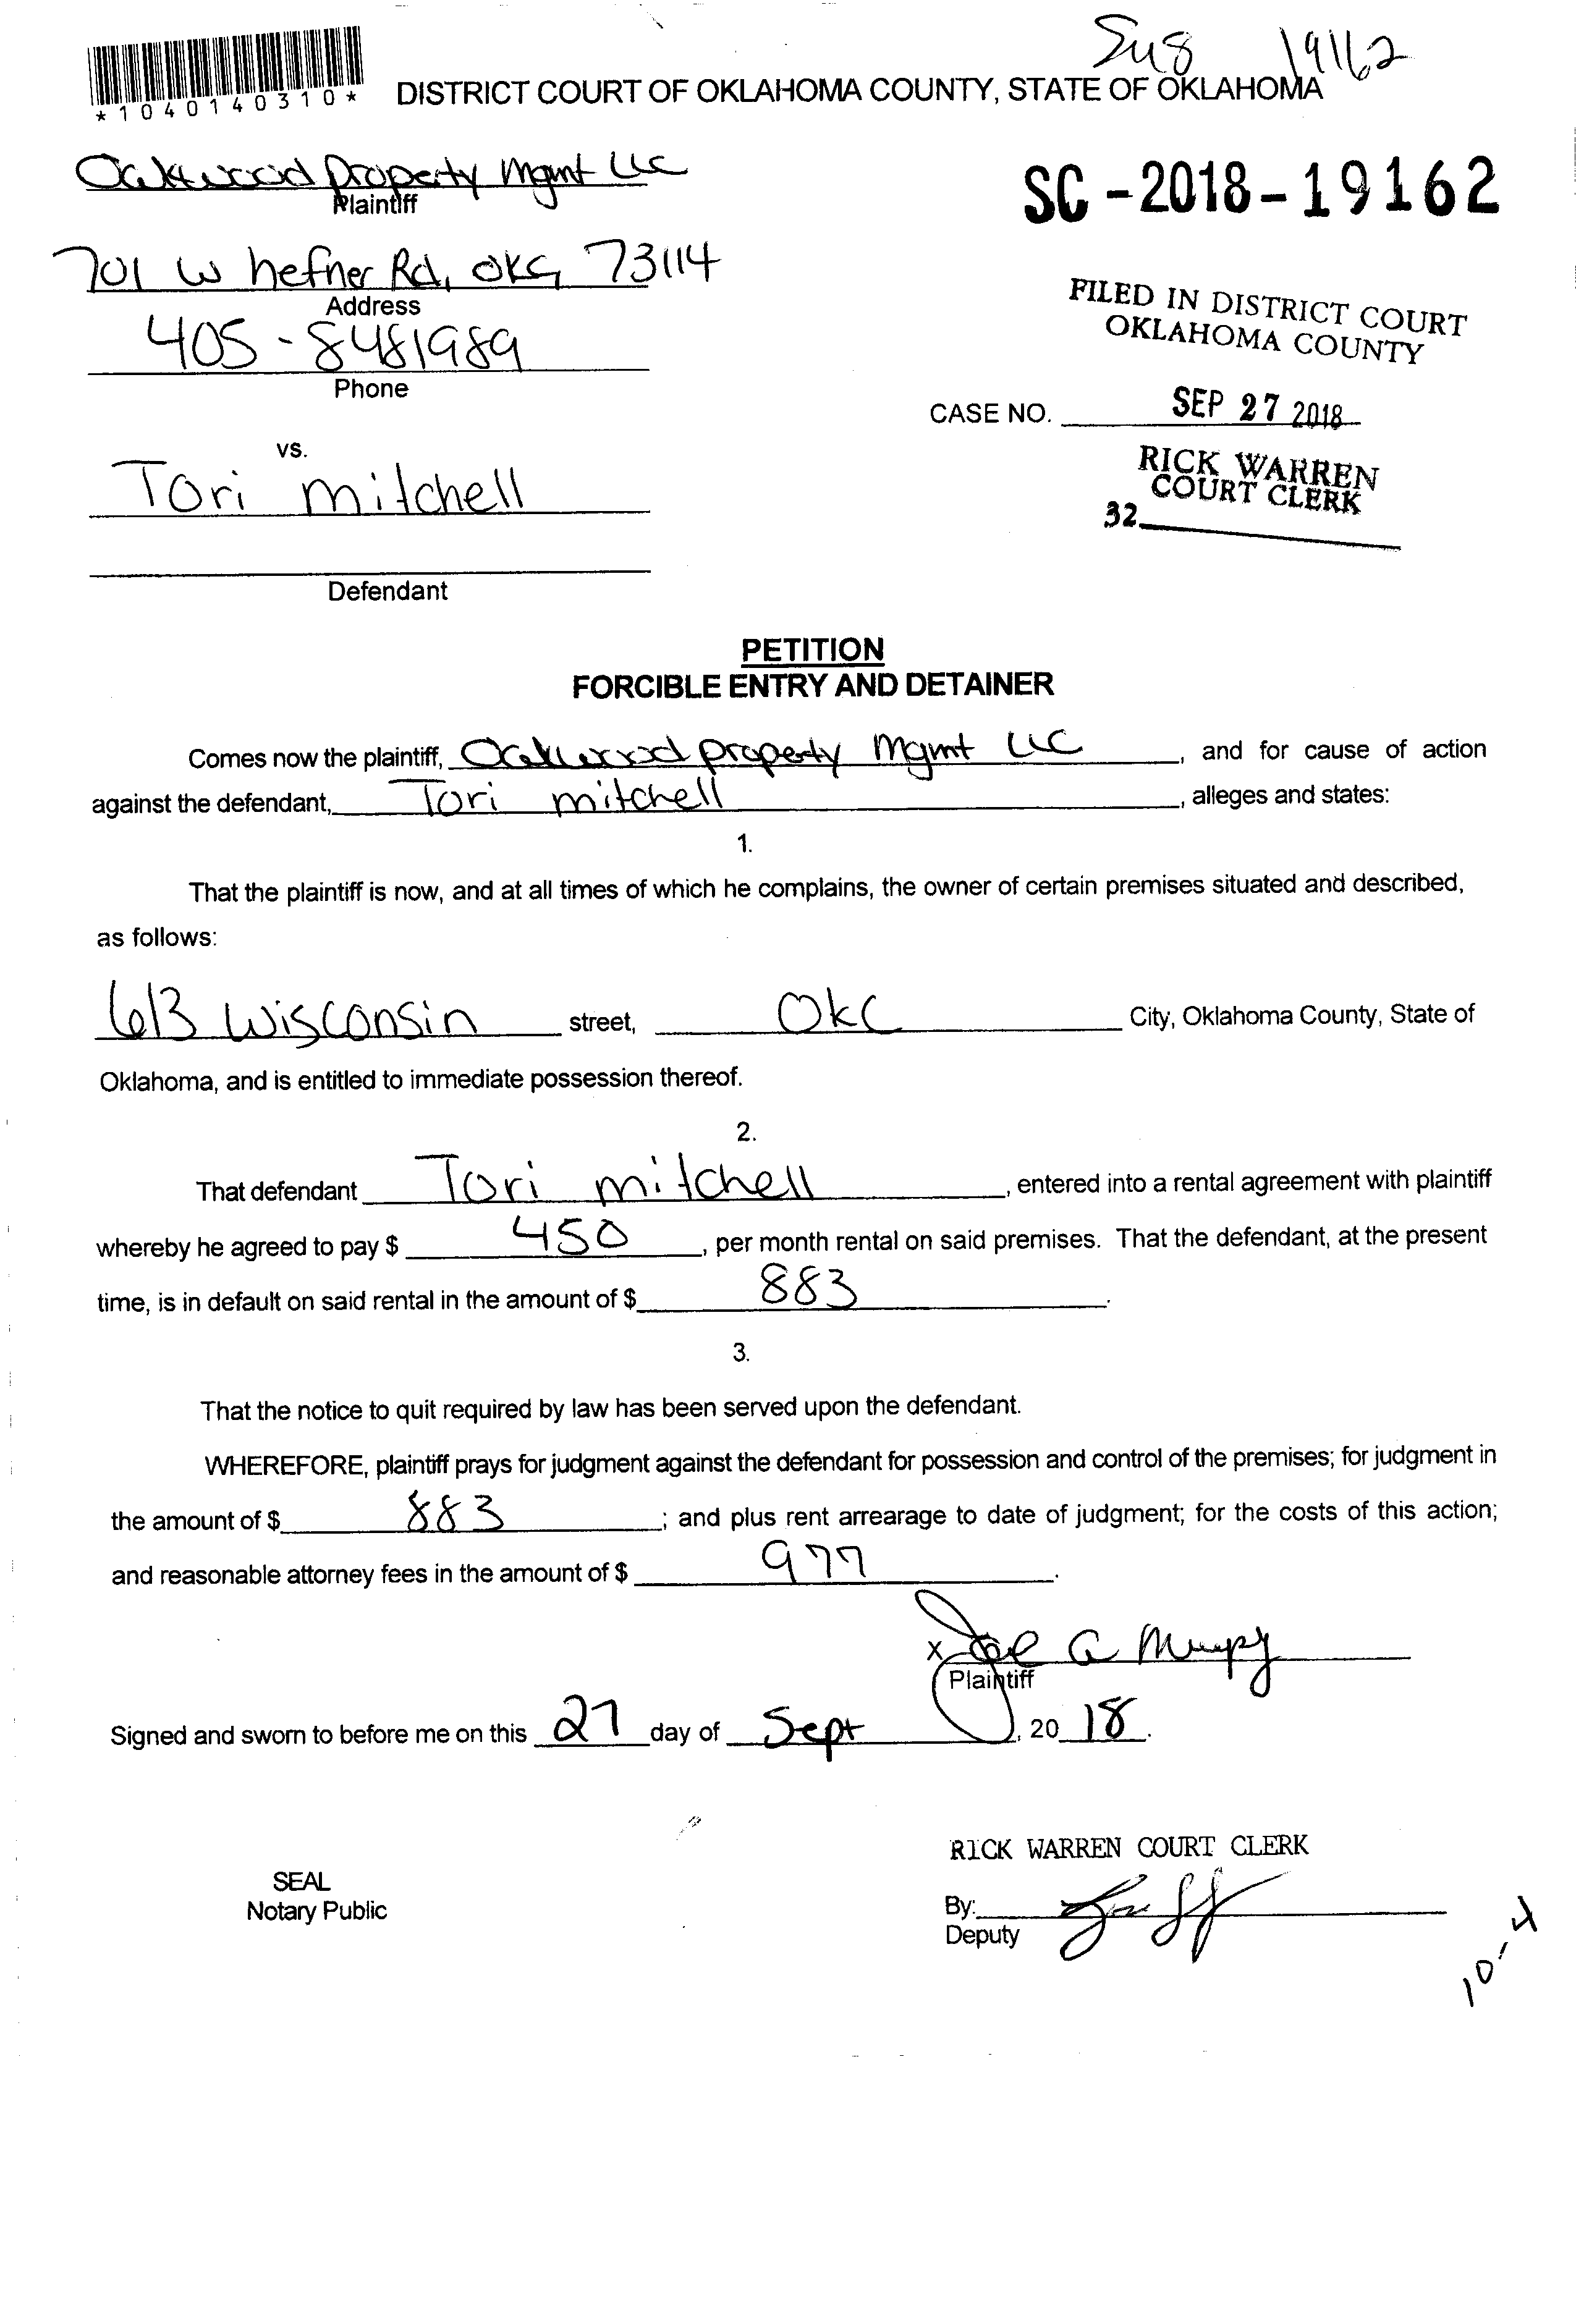 19162
*1040140310*
DISTRICT COURT OF OKLAHOMA COUNTY, STATE OF OKLAHOMA
Oakwood Property Mgmt LLC
Plaintiff
SC-2018-19162
701 W hefner Rd, OKC, 73114
Address
FILED IN DISTRICT COURT
OKLAHOMA COUNTY
405-8481989
Phone
CASE NO. SEP 27 2018
vs.
RICK WARREN
COURT CLERK
Tori mitchell
32
Defendant
PETITION
FORCIBLE ENTRY AND DETAINER
Comes now the plaintiff, Oakwood property Mgmt LLC, and for cause of action
against the defendant, Tori mitchell, alleges and states:
1.
That the plaintiff is now, and at all times of which he complains, the owner of certain premises situated and described,
as follows:
613 Wisconsin street, OKC City, Oklahoma County, State of
Oklahoma, and is entitled to immediate possession thereof.
2.
That defendant Tori mitchell, entered into a rental agreement with plaintiff
whereby he agreed to pay $ 450, per month rental on said premises. That the defendant, at the present
time, is in default on said rental in the amount of $ 883.
3.
That the notice to quit required by law has been served upon the defendant.
WHEREFORE, plaintiff prays for judgment against the defendant for possession and control of the premises; for judgment in
the amount of $ 883; and plus rent arrearage to date of judgment; for the costs of this action;
and reasonable attorney fees in the amount of $ 977.
x
Plaintiff
Signed and sworn to before me on this 27 day of Sept, 20 18.
RICK WARREN COURT CLERK
SEAL
Notary Public
By:
Deputy
10-4